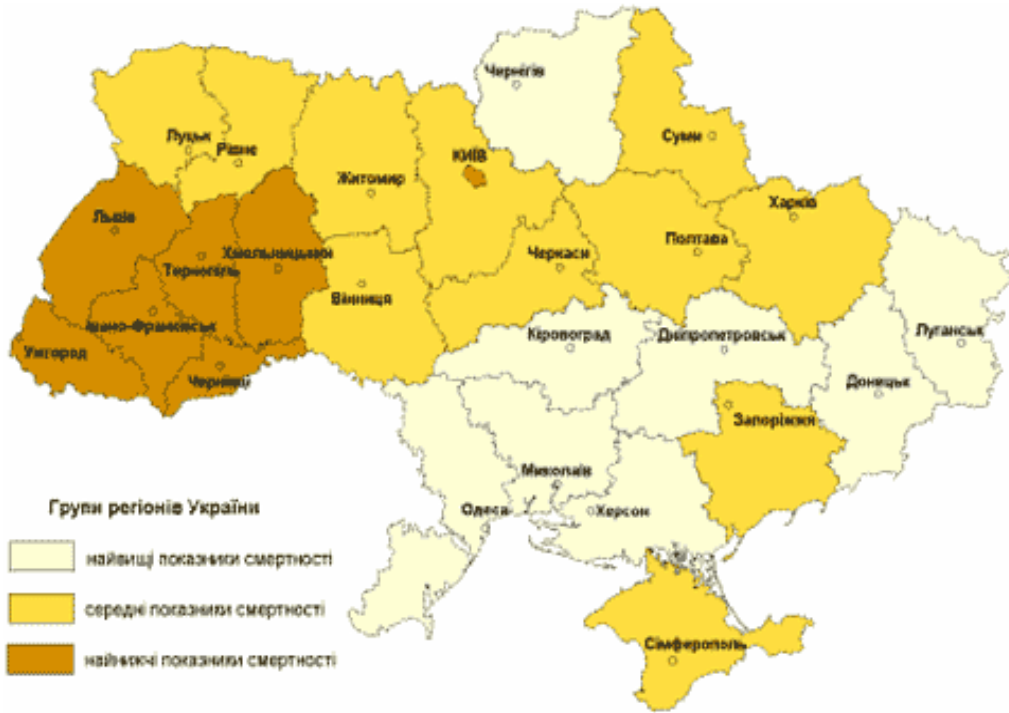 Чернігів
Суми
Луцьк
Рівне
КИЇВ
Житомир
Харків
Львів
Полтава
Хмельницький
Черкаси
Тернопіль
Вінниця
Івано-Франківськ
Кіровоград
Дніпропетровськ
Луганськ
Ужгород
Чернівці
Донецьк
Запоріжжя
Миколаїв
Одеса
Херсон
Групи регіонів України
найвищі показники смертності
середні показники смертності
найнижчі показники смертності
Сімферополь